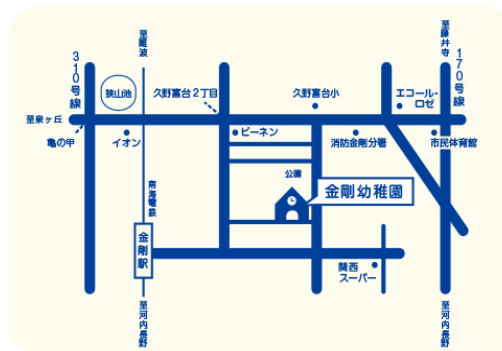 至難波
至藤井寺
310号線
170号線
狭山池
久野喜台2丁目
久野喜台小
エコール・
ロゼ
至泉ヶ丘
亀の甲
イオン
ピーネン
消防金剛分署
市民体育館
公園
南海電鉄
金剛幼稚園
金剛駅
関西
スーパー
至河内長野
至河内長野